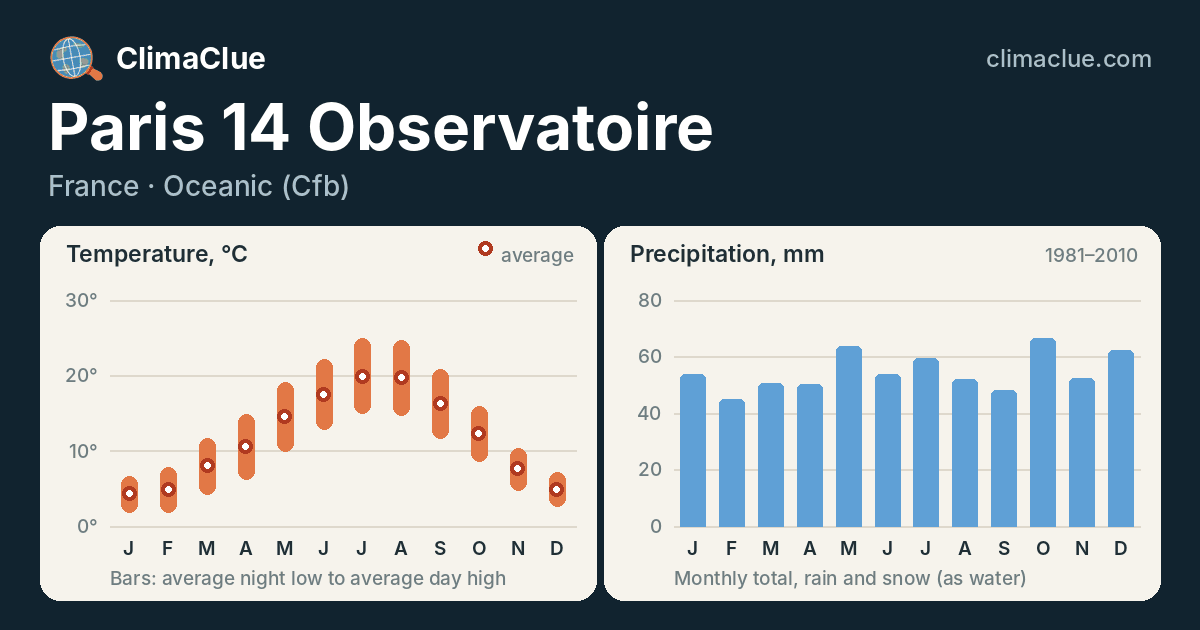 ClimaClue
climaclue.com
Paris 14 Observatoire
France · Oceanic (Cfb)
Temperature, °C
average
30°
20°
10°
0°
J F M A M J J A S O N D
Bars: average night low to average day high
Precipitation, mm
1981–2010
80
60
40
20
0
J F M A M J J A S O N D
Monthly total, rain and snow (as water)